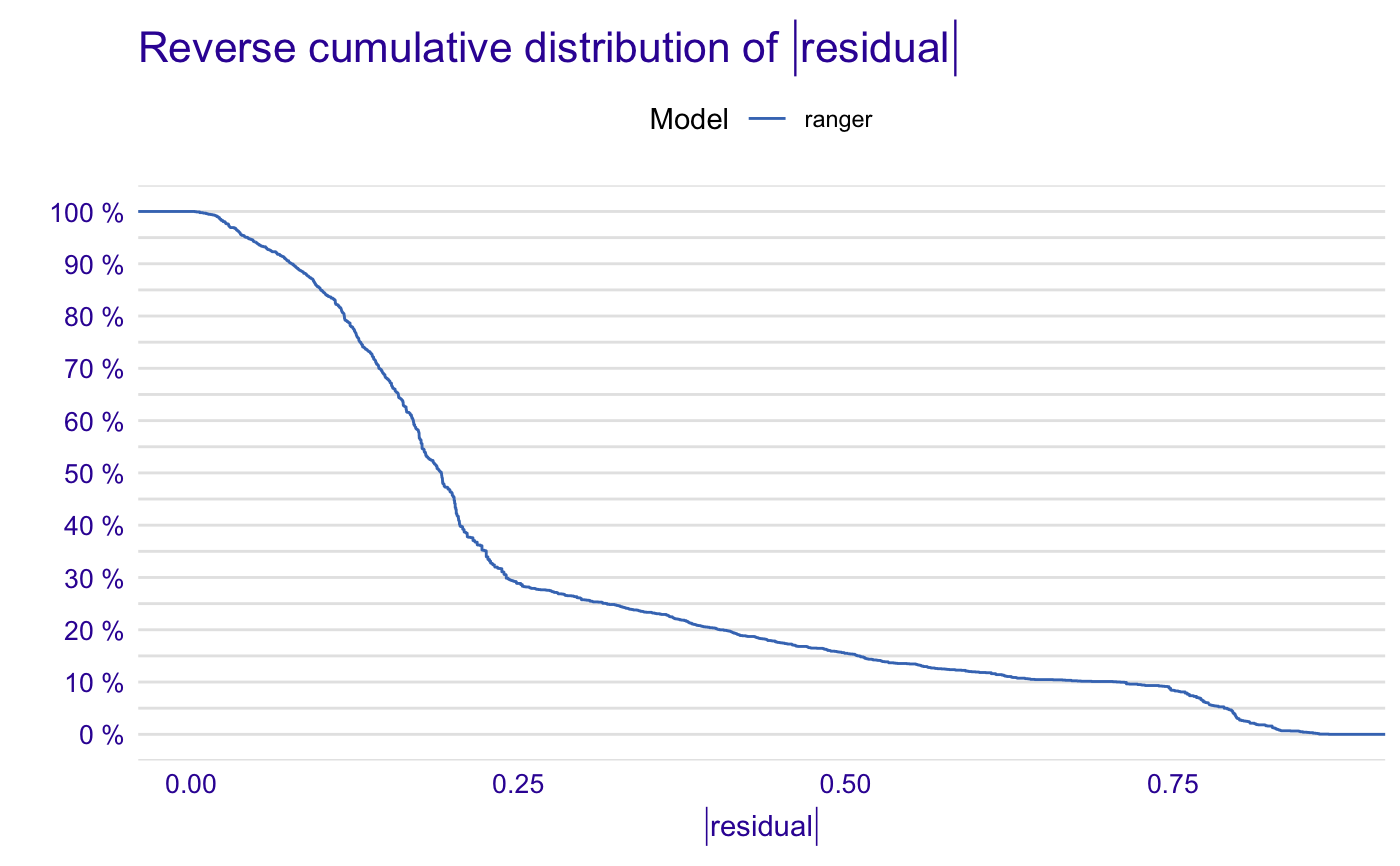 Reverse cumulative distribution of |residual|
Model ranger
100 %
90 %
80 %
70 %
60 %
50 %
40 %
30 %
20 %
10 %
0 %
0.00 0.25 0.50 0.75
|residual|